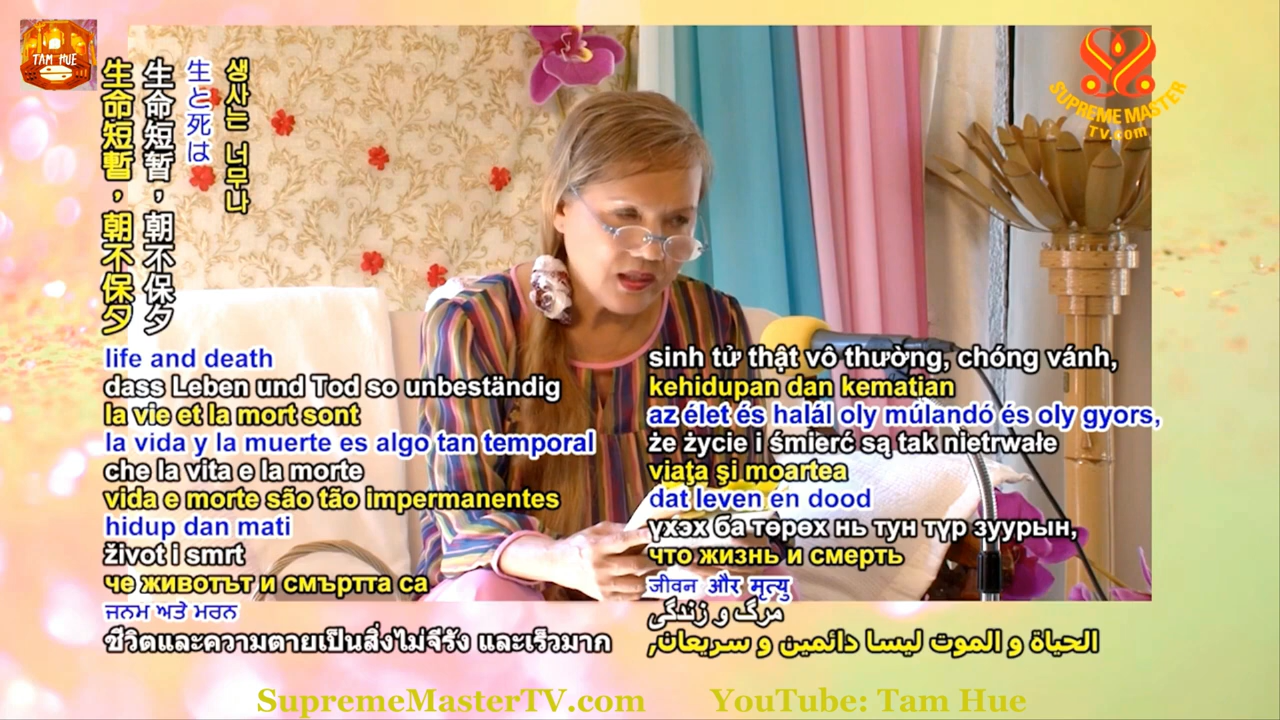 TAM HUE
SUPREME MASTER
TV.com
生命短暫，朝不保夕
生命短暂，朝不保夕
生と死は
생사는 너무나
life and death
dass Leben und Tod so unbeständig
la vie et la mort sont
la vida y la muerte es algo tan temporal
che la vita e la morte
vida e morte são tão impermanentes
hidup dan mati
život i smrt
че животът и смъртта са
ਜਨਮ ਅਤੇ ਮਰਨ
ชีวิตและความตายเป็นสิ่งไม่จีรัง และเร็วมาก
sinh tử thật vô thường, chóng vánh,
kehidupan dan kematian
az élet és halál oly múlandó és oly gyors,
że życie i śmierć są tak nietrwałe
viaţa şi moartea
dat leven en dood
үхэх ба төрөх нь тун түр зуурын,
что жизнь и смерть
जीवन और मृत्यु
مرگ و زندگی
الحياة و الموت ليسا دائمين و سريعان,
SupremeMasterTV.com
YouTube: Tam Hue